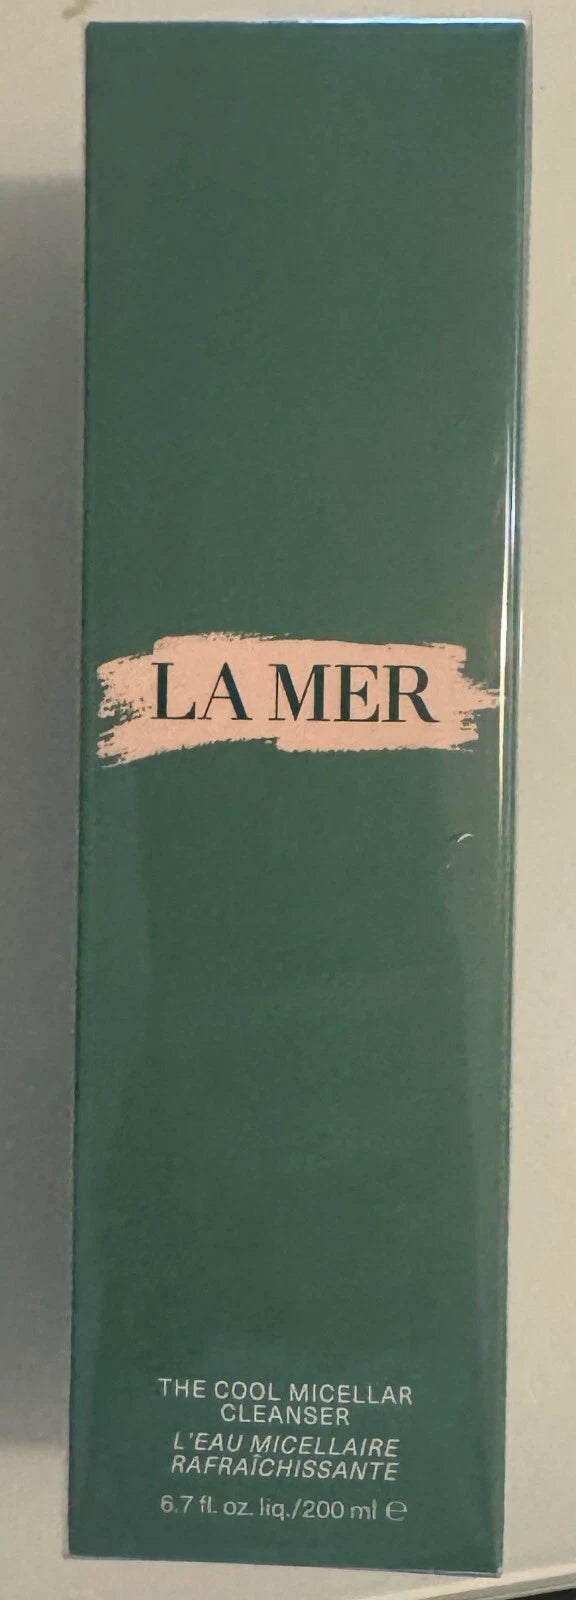 LA MER
THE COOL MICELLAR
CLEANSER
L'EAU MICELLAIRE
RAFRAÎCHISSANTE
6.7 fl. oz. liq./200 ml ℮